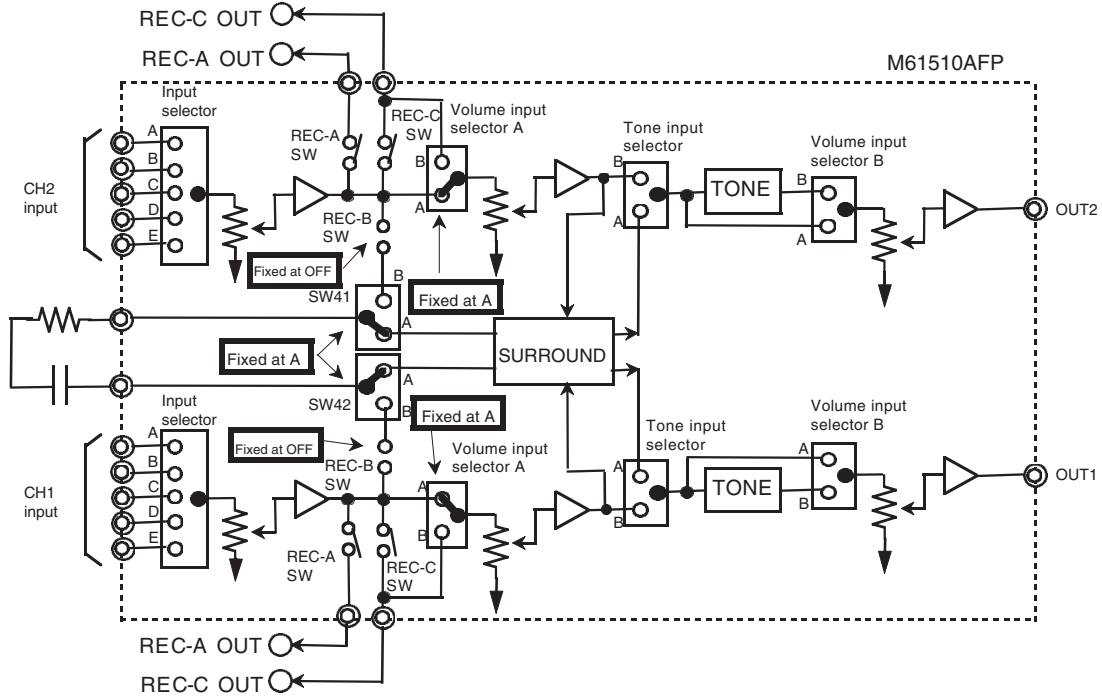 REC-C OUT
REC-A OUT
M61510AFP
Input
selector
Volume input
selector A
REC-C
SW
REC-A
SW
Tone input
selector
Volume input
selector B
CH2
input
A
B
C
D
E
B
A
B
A
TONE
B
A
OUT2
REC-B
SW
Fixed at OFF
SW41
B
A
Fixed at A
Fixed at A
SURROUND
SW42
A
B
Fixed at A
Input
selector
Fixed at OFF
REC-B
SW
Volume input
selector A
Tone input
selector
Volume input
selector B
CH1
input
A
B
C
D
E
A
B
A
B
TONE
A
B
OUT1
REC-A
SW
REC-C
SW
REC-A OUT
REC-C OUT